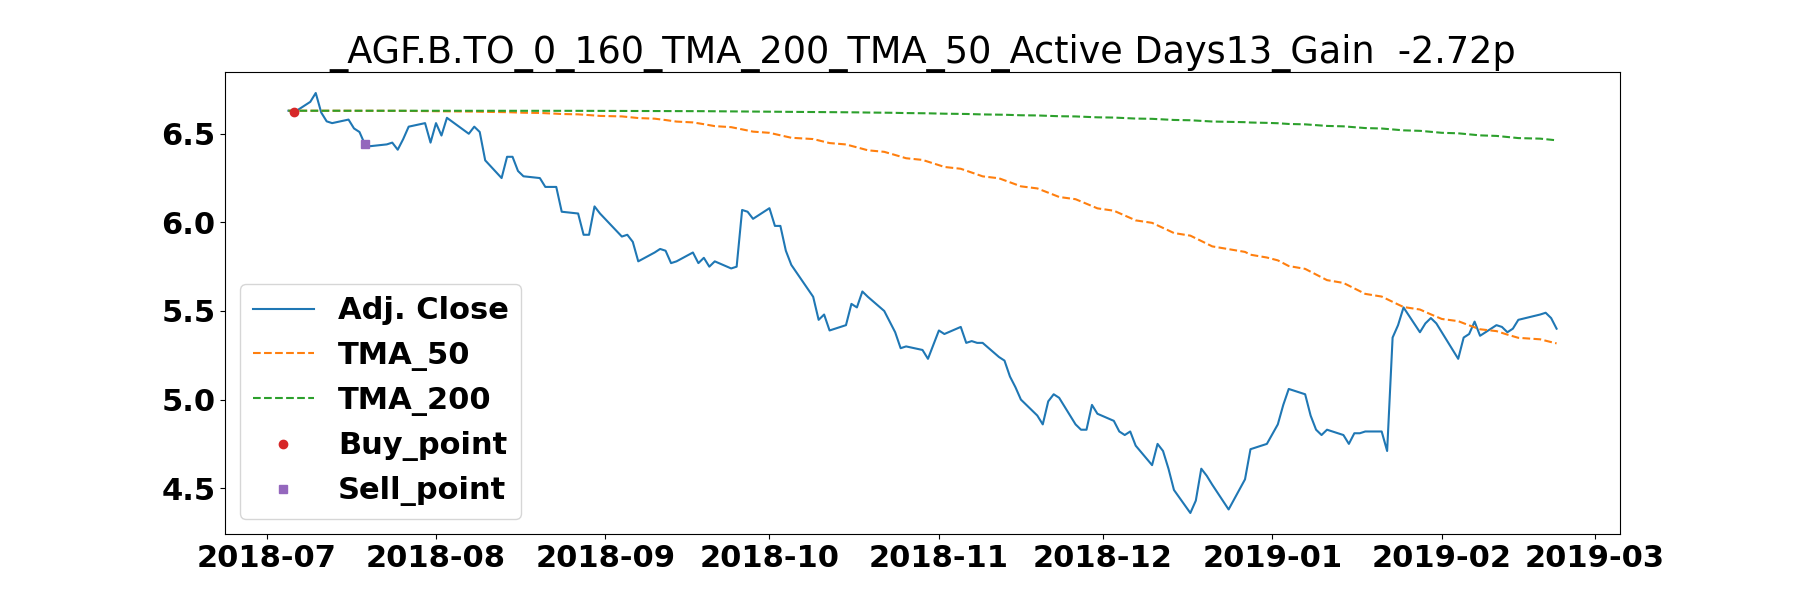 _AGF.B.TO_0_160_TMA_200_TMA_50_Active Days13_Gain  -2.72p
6.5
6.0
5.5
5.0
4.5
Adj. Close
TMA_50
TMA_200
Buy_point
Sell_point
2018-07 2018-08 2018-09 2018-10 2018-11 2018-12 2019-01 2019-02 2019-03